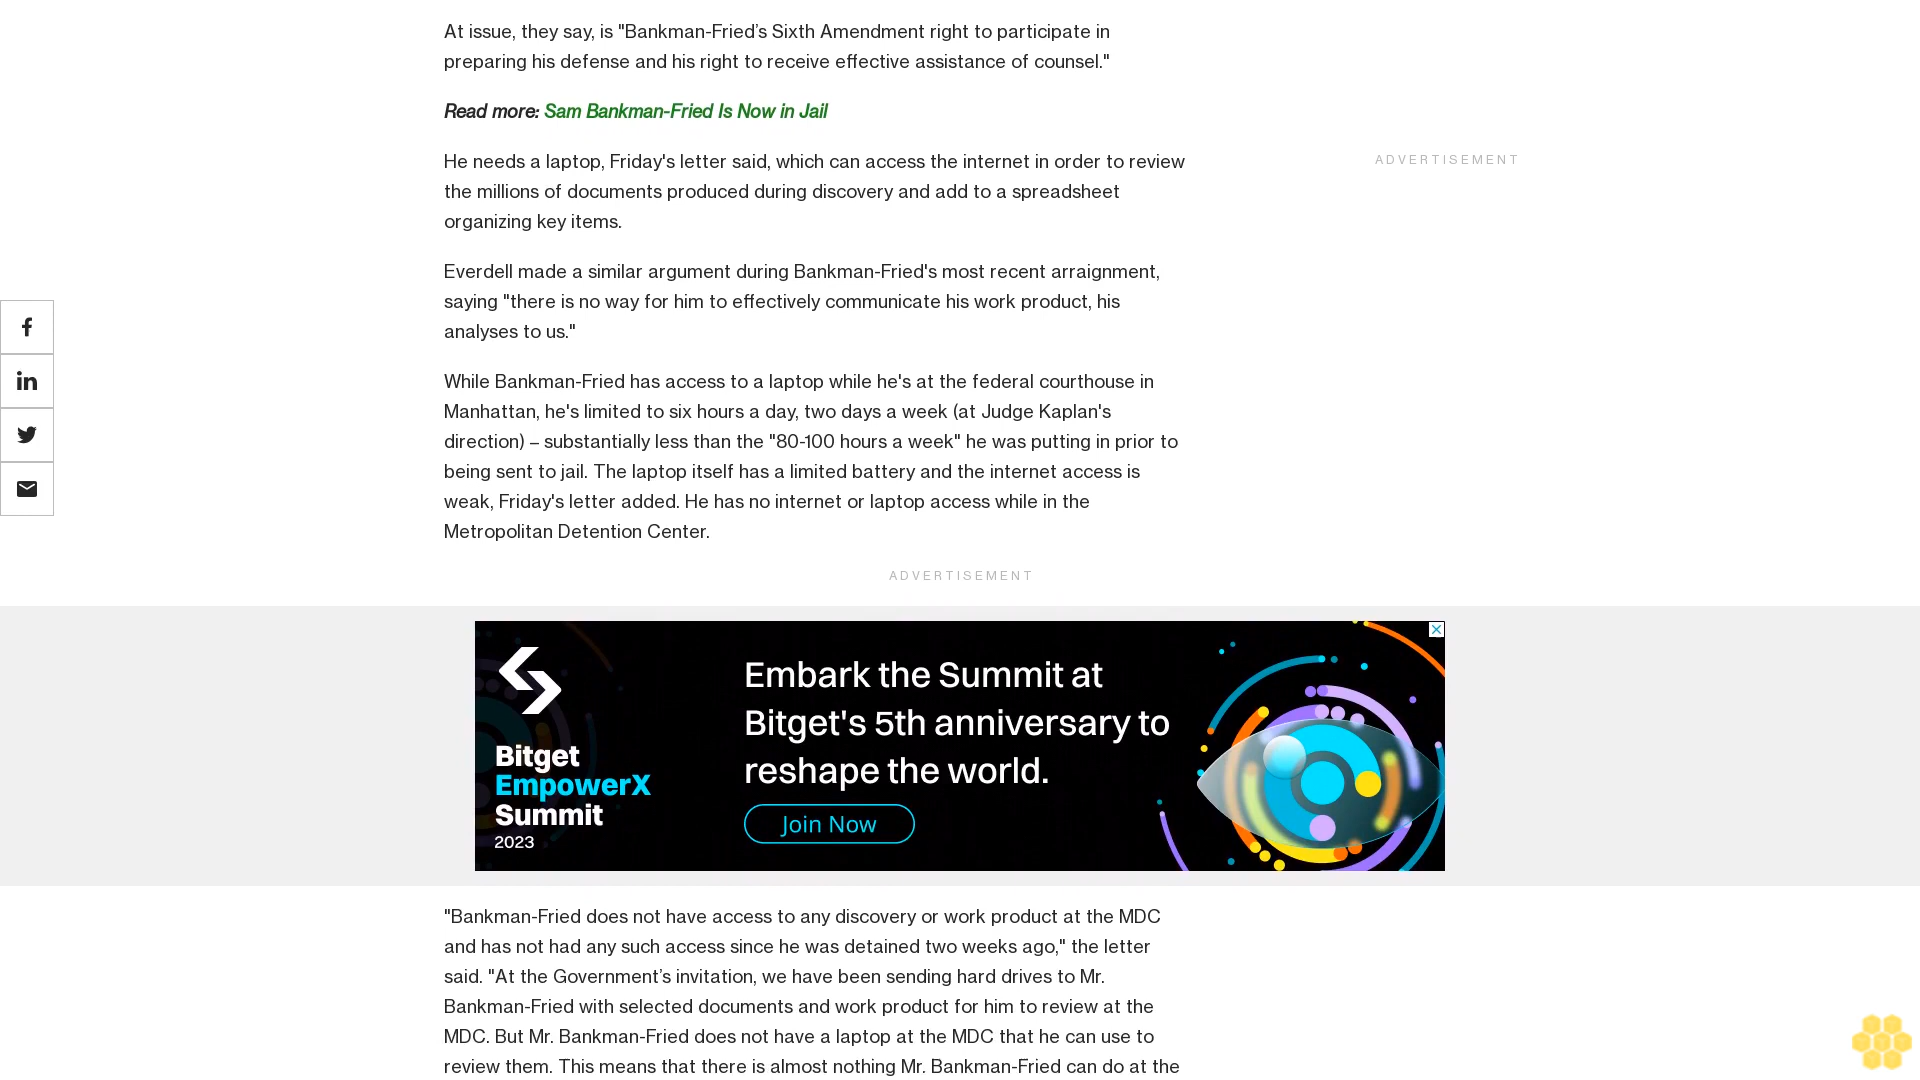 At issue, they say, is "Bankman-Fried’s Sixth Amendment right to participate in
preparing his defense and his right to receive effective assistance of counsel."
Read more: Sam Bankman-Fried Is Now in Jail
He needs a laptop, Friday's letter said, which can access the internet in order to review
the millions of documents produced during discovery and add to a spreadsheet
organizing key items.
ADVERTISEMENT
Everdell made a similar argument during Bankman-Fried's most recent arraignment,
saying "there is no way for him to effectively communicate his work product, his
analyses to us."
While Bankman-Fried has access to a laptop while he's at the federal courthouse in
Manhattan, he's limited to six hours a day, two days a week (at Judge Kaplan's
direction) – substantially less than the "80-100 hours a week" he was putting in prior to
being sent to jail. The laptop itself has a limited battery and the internet access is
weak, Friday's letter added. He has no internet or laptop access while in the
Metropolitan Detention Center.
ADVERTISEMENT
Bitget
EmpowerX
Summit
2023
Embark the Summit at
Bitget's 5th anniversary to
reshape the world.
Join Now
"Bankman-Fried does not have access to any discovery or work product at the MDC
and has not had any such access since he was detained two weeks ago," the letter
said. "At the Government’s invitation, we have been sending hard drives to Mr.
Bankman-Fried with selected documents and work product for him to review at the
MDC. But Mr. Bankman-Fried does not have a laptop at the MDC that he can use to
review them. This means that there is almost nothing Mr. Bankman-Fried can do at the